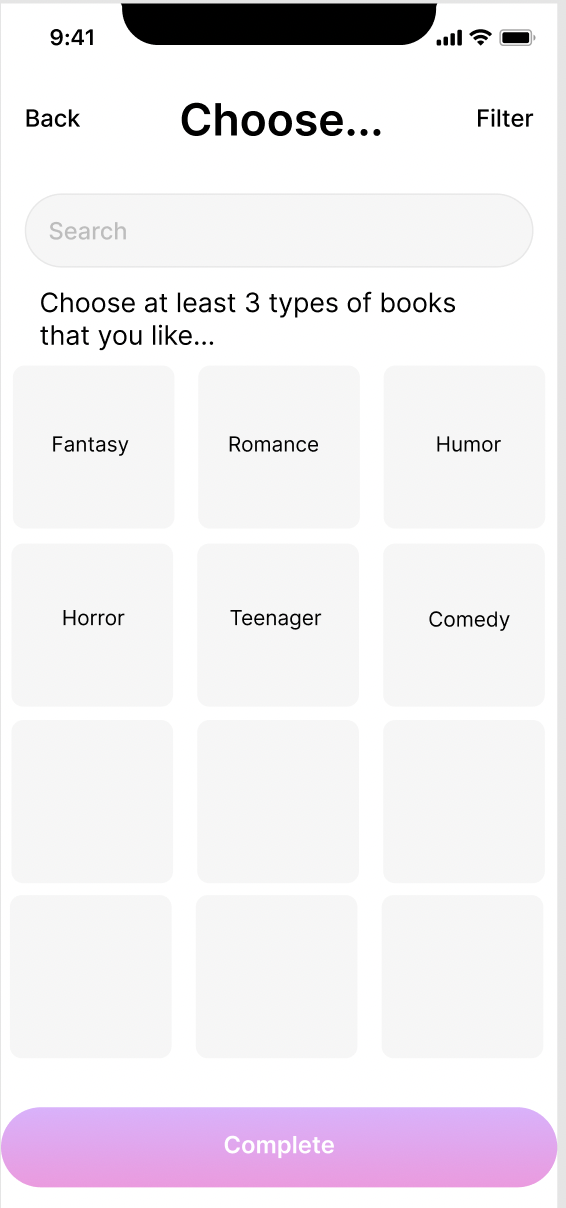 9:41
Back
Choose...
Filter
Search
Choose at least 3 types of books
that you like...
Fantasy
Romance
Humor
Horror
Teenager
Comedy
Complete